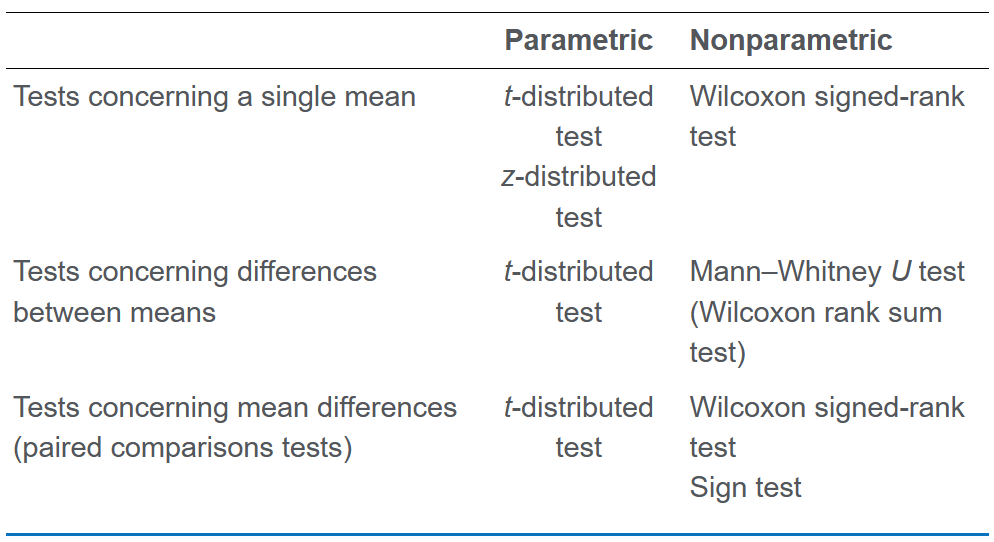 Parametric Nonparametric
Tests concerning a single mean t-distributed Wilcoxon signed-rank
test test
z-distributed
test
Tests concerning differences t-distributed Mann–Whitney U test
between means test (Wilcoxon rank sum
test)
Tests concerning mean differences t-distributed Wilcoxon signed-rank
(paired comparisons tests) test test
Sign test